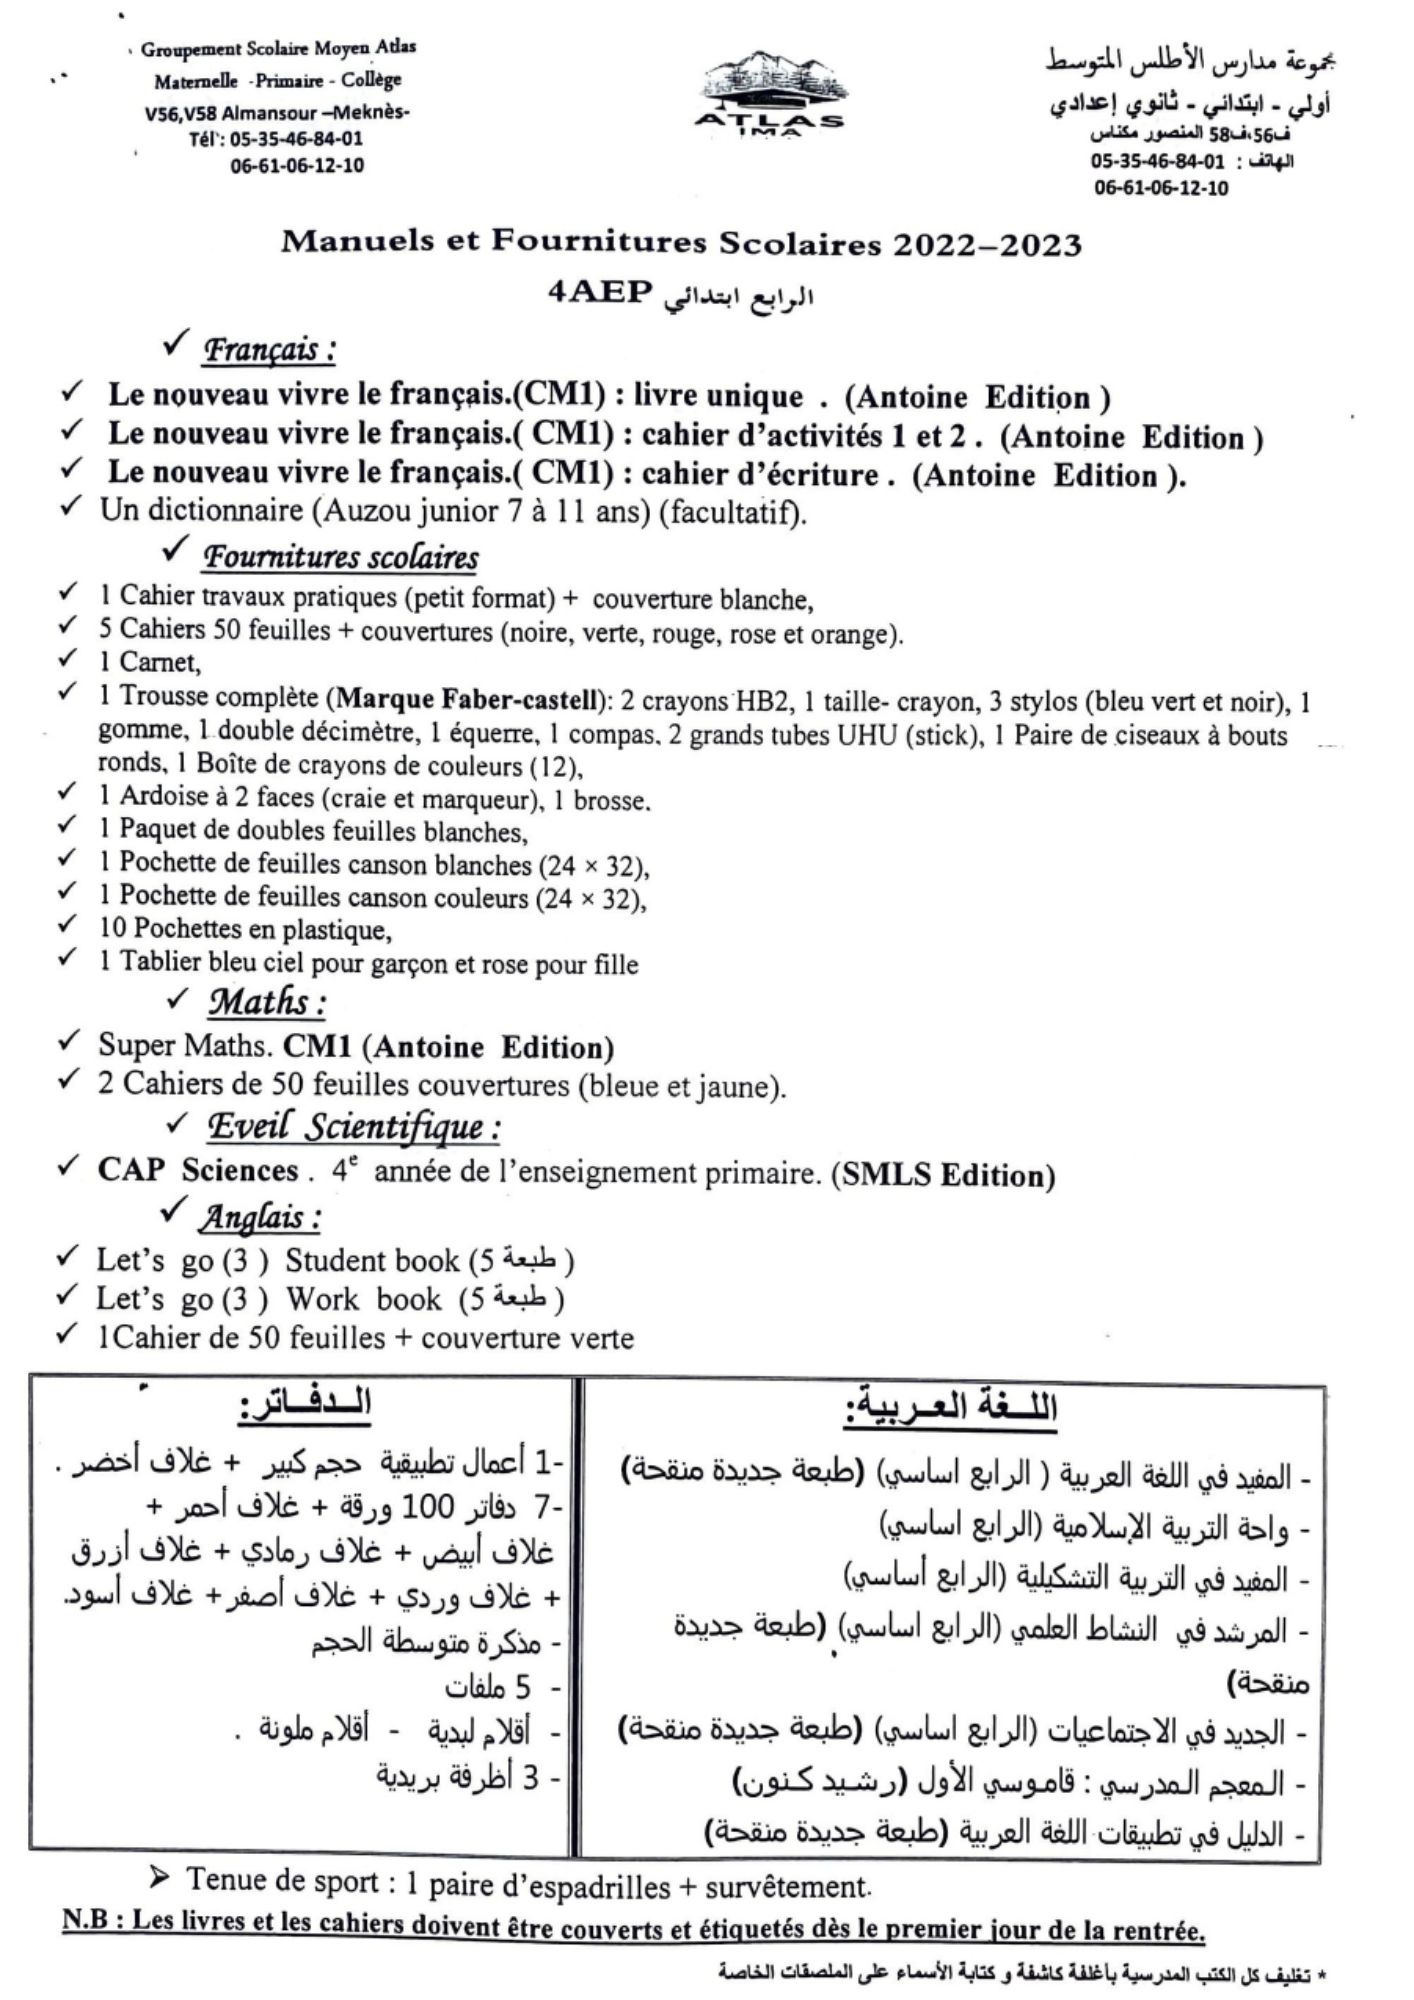 Groupement Scolaire Moyen Atlas
Maternelle -Primaire - Collège
V56,V58 Almansour –Meknès-
Tél : 05-35-46-84-01
06-61-06-12-10
ATLAS
IMA
مجموعة مدارس الأطلس المتوسط
أولي - ابتدائي - ثانوي إعدادي
ف56،ف58 المنصور مكناس
الهاتف : 05-35-46-84-01
06-61-06-12-10
Manuels et Fournitures Scolaires 2022–2023
4AEP الرابع ابتدائي
✓ Français :
✓ Le nouveau vivre le français.(CM1) : livre unique . (Antoine Edition )
✓ Le nouveau vivre le français.( CM1) : cahier d’activités 1 et 2 . (Antoine Edition )
✓ Le nouveau vivre le français.( CM1) : cahier d’écriture . (Antoine Edition ).
✓ Un dictionnaire (Auzou junior 7 à 11 ans) (facultatif).
✓ Fournitures scolaires
✓ 1 Cahier travaux pratiques (petit format) + couverture blanche,
✓ 5 Cahiers 50 feuilles + couvertures (noire, verte, rouge, rose et orange).
✓ 1 Carnet,
✓ 1 Trousse complète (Marque Faber-castell): 2 crayons HB2, 1 taille- crayon, 3 stylos (bleu vert et noir), 1
gomme, 1 double décimètre, 1 équerre, 1 compas, 2 grands tubes UHU (stick), 1 Paire de ciseaux à bouts
ronds, 1 Boîte de crayons de couleurs (12),
✓ 1 Ardoise à 2 faces (craie et marqueur), 1 brosse.
✓ 1 Paquet de doubles feuilles blanches,
✓ 1 Pochette de feuilles canson blanches (24 × 32),
✓ 1 Pochette de feuilles canson couleurs (24 × 32),
✓ 10 Pochettes en plastique,
✓ 1 Tablier bleu ciel pour garçon et rose pour fille
✓ Maths :
✓ Super Maths. CM1 (Antoine Edition)
✓ 2 Cahiers de 50 feuilles couvertures (bleue et jaune).
✓ Eveil Scientifique :
✓ CAP Sciences . 4e année de l’enseignement primaire. (SMLS Edition)
✓ Anglais :
✓ Let’s go (3 ) Student book (5 طبعة )
✓ Let’s go (3 ) Work book (5 طبعة )
✓ 1Cahier de 50 feuilles + couverture verte
اللـــغة العـــربية:
- المفيد في اللغة العربية ( الرابع اساسي) (طبعة جديدة منقحة)
- واحة التربية الإسلامية (الرابع اساسي)
- المفيد في التربية التشكيلية (الرابع أساسي)
- المرشد في النشاط العلمي (الرابع اساسي) (طبعة جديدة
منقحة)
- الجديد في الاجتماعيات (الرابع اساسي) (طبعة جديدة منقحة)
- المعجم المدرسي : قاموسي الأول (رشيد كنون)
- الدليل في تطبيقات اللغة العربية (طبعة جديدة منقحة)
الــدفــاتر:
-1 أعمال تطبيقية حجم كبير + غلاف أخضر .
-7 دفاتر 100 ورقة + غلاف أحمر +
غلاف أبيض + غلاف رمادي + غلاف أزرق
+ غلاف وردي + غلاف أصفر + غلاف أسود.
- مذكرة متوسطة الحجم
- 5 ملفات
- أقلام لبدية - أقلام ملونة .
- 3 أظرفة بريدية
➢ Tenue de sport : 1 paire d’espadrilles + survêtement.
N.B : Les livres et les cahiers doivent être couverts et étiquetés dès le premier jour de la rentrée.
* تغليف كل الكتب المدرسية بأغلفة كاشفة و كتابة الأسماء على الملصقات الخاصة